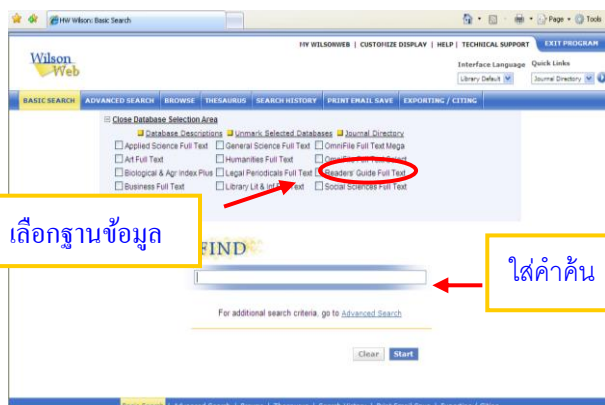 HW Wilson: Basic Search
Page
Tools
MY WILSONWEB | CUSTOMIZE DISPLAY | HELP | TECHNICAL SUPPORT EXIT PROGRAM
Wilson
Web
Interface Language Quick Links
Library Default Journal Directory
BASIC SEARCH ADVANCED SEARCH BROWSE THESAURUS SEARCH HISTORY PRINT EMAIL SAVE EXPORTING / CITING
Close Database Selection Area
Database Descriptions Unmark Selected Databases Journal Directory
Applied Science Full Text General Science Full Text OmniFile Full Text Mega
Art Full Text Humanities Full Text OmniFile Full Text Select
Biological & Agr Index Plus Legal Periodicals Full Text Readers' Guide Full Text
Business Full Text Library Lit & Inf Full Text Social Sciences Full Text
เลือกฐานข้อมูล
FIND
ใส่คำค้น
For additional search criteria, go to Advanced Search
Clear Start